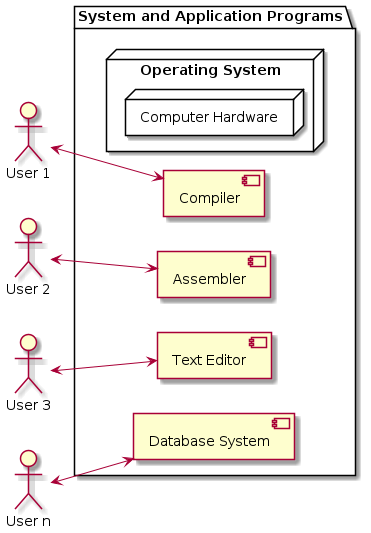 System and Application Programs
Operating System
Computer Hardware
User 1
Compiler
User 2
Assembler
User 3
Text Editor
User n
Database System